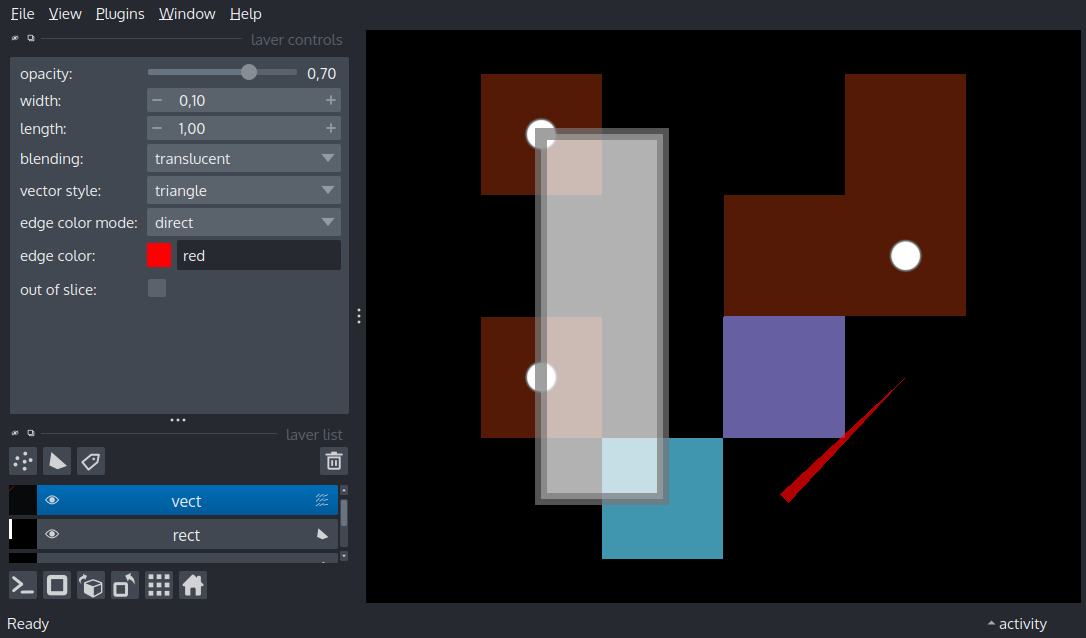 File View Plugins Window Help
layer controls
opacity: 0,70
width: − 0,10 +
length: − 1,00 +
blending: translucent
vector style: triangle
edge color mode: direct
edge color: red
out of slice:
layer list
vect
rect
Ready
activity